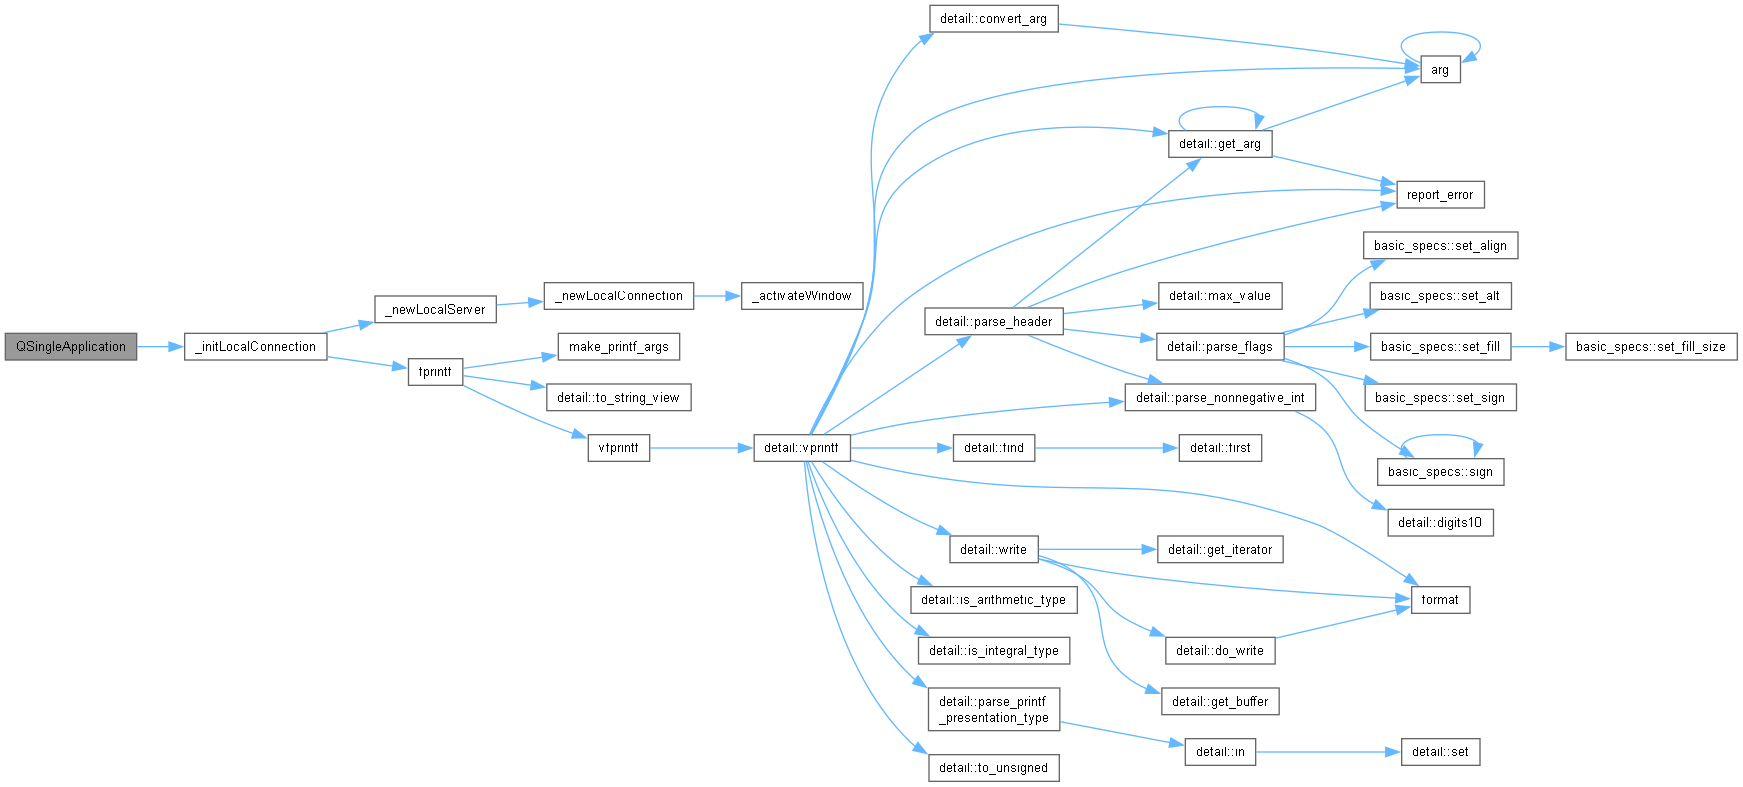 QSingleApplication
_initLocalConnection
_newLocalServer
_newLocalConnection
_activateWindow
fprintf
make_printf_args
detail::to_string_view
vfprintf
detail::vprintf
detail::convert_arg
arg
detail::get_arg
report_error
detail::parse_header
detail::max_value
detail::parse_flags
basic_specs::set_align
basic_specs::set_alt
basic_specs::set_fill
basic_specs::set_fill_size
basic_specs::set_sign
basic_specs::sign
detail::parse_nonnegative_int
detail::digits10
detail::find
detail::first
detail::write
detail::get_iterator
format
detail::do_write
detail::get_buffer
detail::is_arithmetic_type
detail::is_integral_type
detail::parse_printf
_presentation_type
detail::in
detail::set
detail::to_unsigned